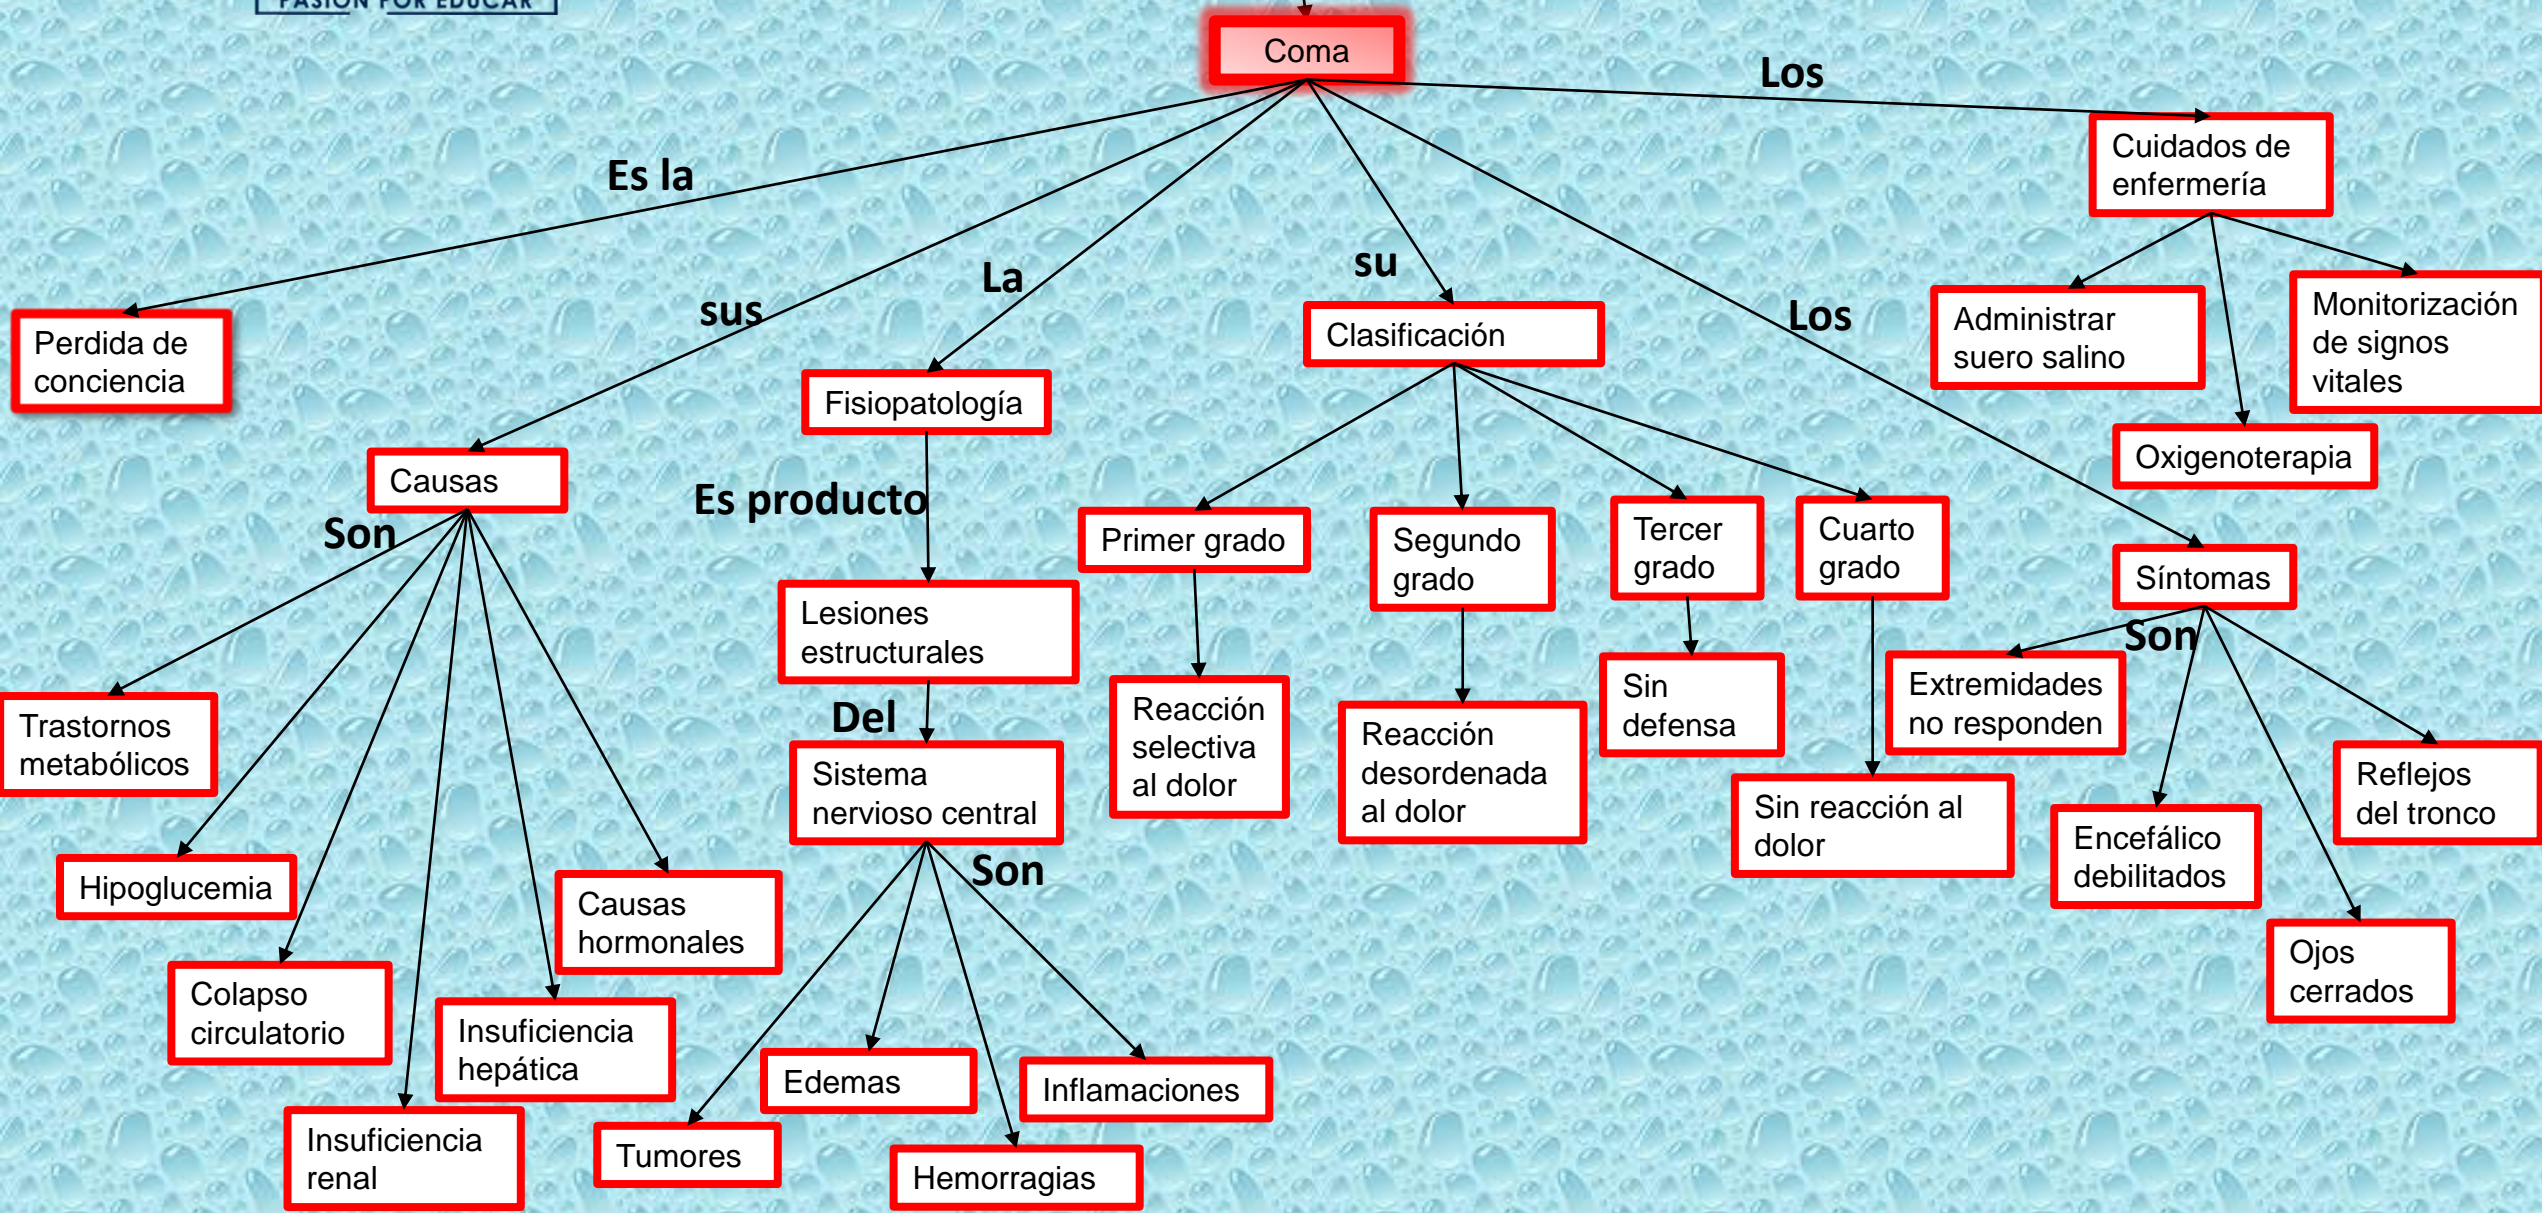 PASIÓN POR EDUCAR
Coma
Los
Es la
sus
La
su
Los
Cuidados de
enfermería
Administrar
suero salino
Monitorización
de signos
vitales
Oxigenoterapia
Perdida de
conciencia
Causas
Son
Trastornos
metabólicos
Hipoglucemia
Colapso
circulatorio
Insuficiencia
renal
Insuficiencia
hepática
Causas
hormonales
Fisiopatología
Es producto
Lesiones
estructurales
Del
Sistema
nervioso central
Son
Tumores
Edemas
Hemorragias
Inflamaciones
Clasificación
Primer grado
Reacción
selectiva
al dolor
Segundo
grado
Reacción
desordenada
al dolor
Tercer
grado
Sin
defensa
Cuarto
grado
Sin reacción al
dolor
Síntomas
Son
Extremidades
no responden
Encefálico
debilitados
Ojos
cerrados
Reflejos
del tronco